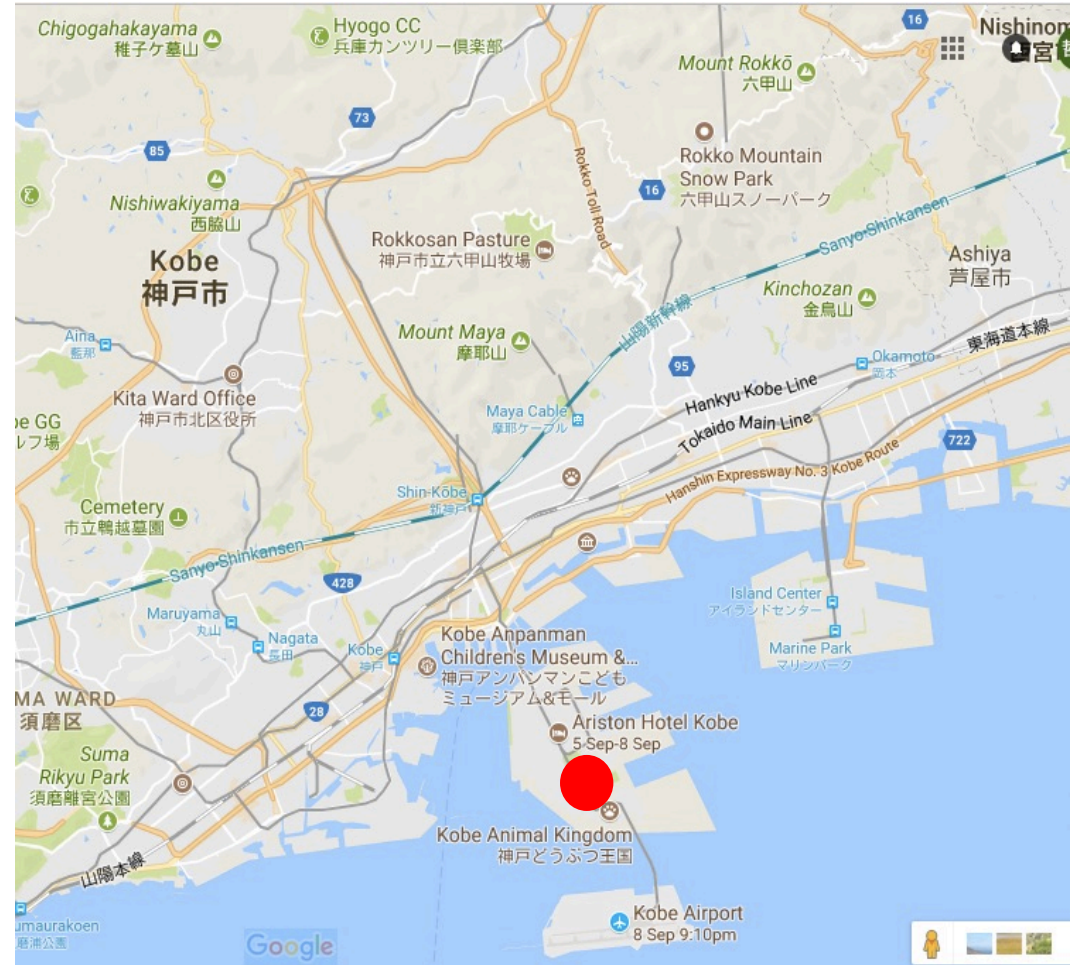 Chigogahakayama
稚子ケ墓山
Hyogo CC
兵庫カンツリー倶楽部
16
Nishinom
西宮
Mount Rokkō
六甲山
73
85
Rokko Toll Road
Rokko Mountain
Snow Park
六甲山スノーパーク
16
Nishiwakiyama
西脇山
Rokkosan Pasture
神戸市立六甲山牧場
Sanyo Shinkansen
Ashiya
芦屋市
Kobe
神戸市
Kinchozan
金鳥山
山陽新幹線
Mount Maya
摩耶山
Aina
藍那
東海道本線
Okamoto
岡本
95
Kita Ward Office
神戸市北区役所
Hankyu Kobe Line
Maya Cable
摩耶ケーブル
Tokaido Main Line
be GG
ルフ場
722
Hanshin Expressway No. 3 Kobe Route
Shin-Kōbe
新神戸
Cemetery
市立鵯越墓園
Sanyo Shinkansen
428
Island Center
アイランドセンター
Maruyama
丸山
Nagata
長田
Kobe
神戸
Marine Park
マリンパーク
Kobe Anpanman
Children's Museum &...
神戸アンパンマンこども
ミュージアム&モール
MA WARD
須磨区
28
Ariston Hotel Kobe
5 Sep-8 Sep
Suma
Rikyu Park
須磨離宮公園
Kobe Animal Kingdom
神戸どうぶつ王国
山陽本線
umaurakoen
磨浦公園
Kobe Airport
8 Sep 9:10pm
Google